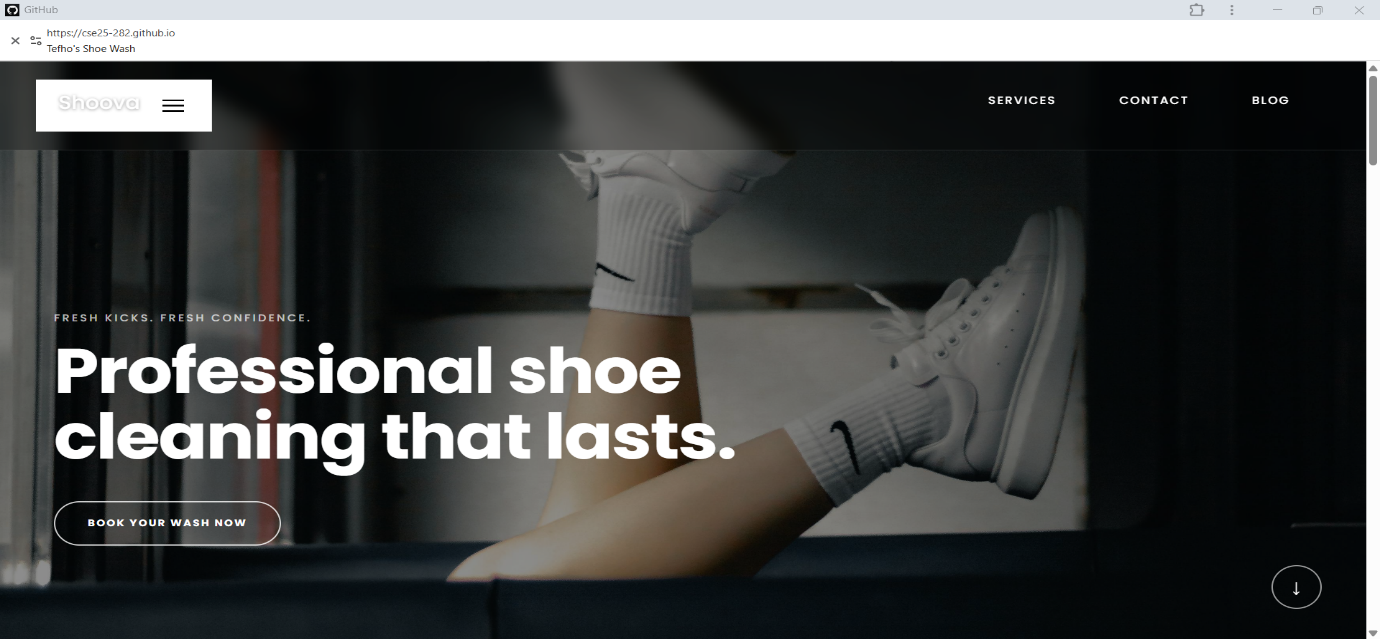 GitHub
https://cse25-282.github.io
Tefho's Shoe Wash
Shoova
SERVICES CONTACT BLOG
FRESH KICKS. FRESH CONFIDENCE.
Professional shoe
cleaning that lasts.
BOOK YOUR WASH NOW